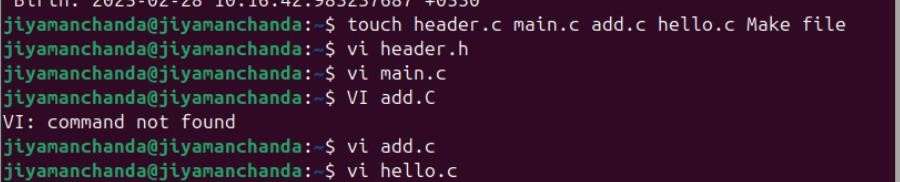 Birth: 2025-02-28 10:16:42.983237687 +0530
jiyamanchanda@jiyamanchanda:~$ touch header.c main.c add.c hello.c Make file
jiyamanchanda@jiyamanchanda:~$ vi header.h
jiyamanchanda@jiyamanchanda:~$ vi main.c
jiyamanchanda@jiyamanchanda:~$ VI add.C
VI: command not found
jiyamanchanda@jiyamanchanda:~$ vi add.c
jiyamanchanda@jiyamanchanda:~$ vi hello.c